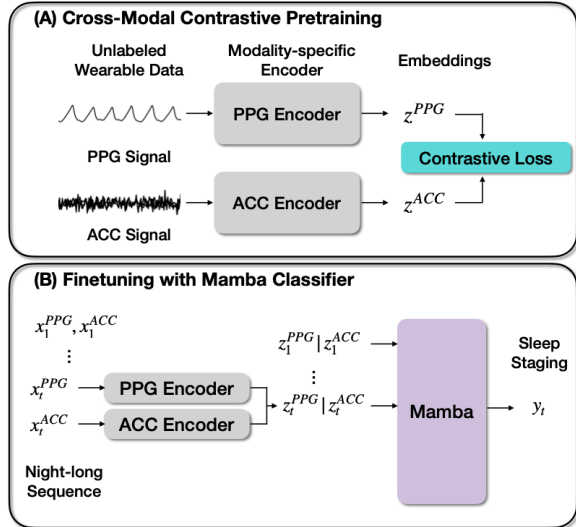 (A) Cross-Modal Contrastive Pretraining
Unlabeled
Wearable Data
Modality-specific
Encoder
Embeddings
PPG Encoder
z^{PPG}
PPG Signal
Contrastive Loss
ACC Encoder
z^{ACC}
ACC Signal
(B) Finetuning with Mamba Classifier
x_1^{PPG}, x_1^{ACC}
⋮
x_t^{PPG}
PPG Encoder
x_t^{ACC}
ACC Encoder
Night-long
Sequence
z_1^{PPG}|z_1^{ACC}
⋮
z_t^{PPG}|z_t^{ACC}
Mamba
Sleep
Staging
y_t